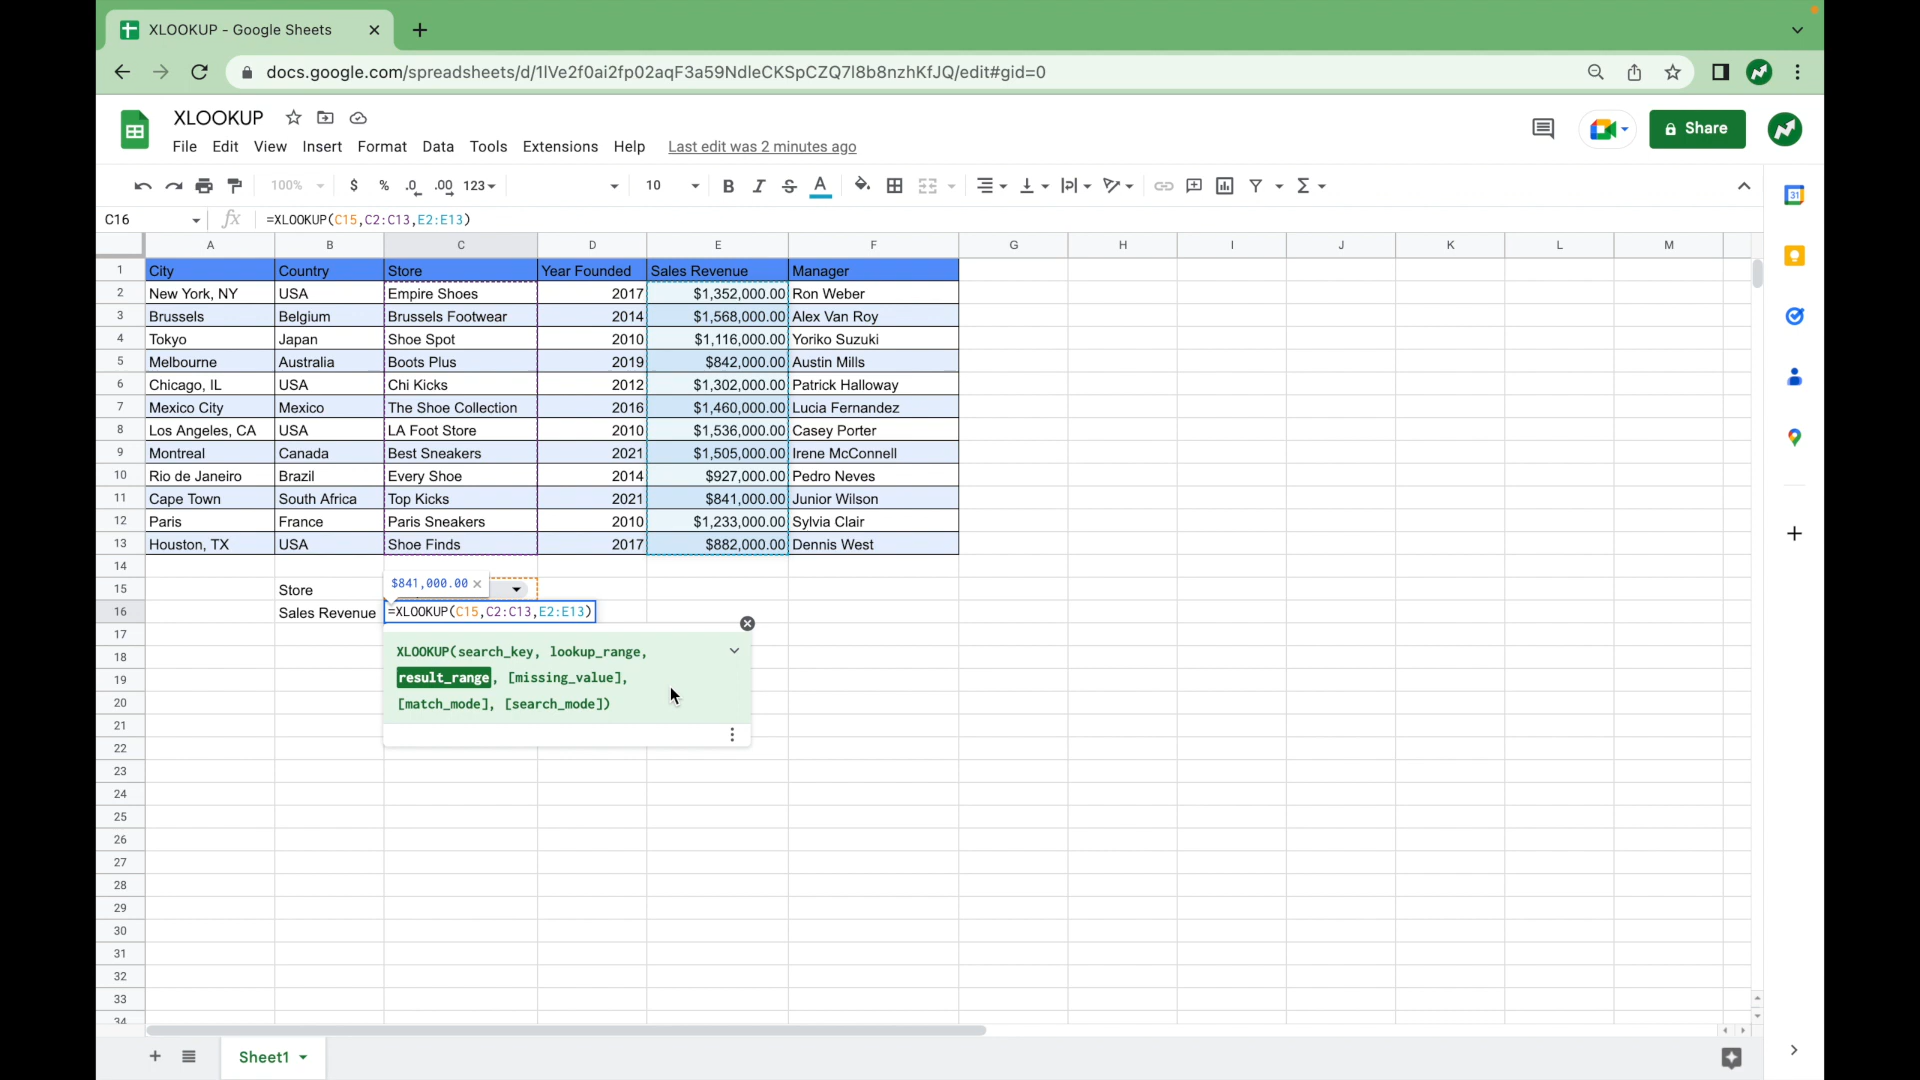 XLOOKUP - Google Sheets
docs.google.com/spreadsheets/d/1lVe2f0ai2fp02aqF3a59NdleCKSpCZQ7l8b8nzhKfJQ/edit#gid=0
XLOOKUP
File Edit View Insert Format Data Tools Extensions Help Last edit was 2 minutes ago
Share
100% $ % .0 .00 123 10 B I S A
31
C16 fx =XLOOKUP(C15,C2:C13,E2:E13)
A B C D E F G H I J K L M
1 City Country Store Year Founded Sales Revenue Manager
2 New York, NY USA Empire Shoes 2017 $1,352,000.00 Ron Weber
3 Brussels Belgium Brussels Footwear 2014 $1,568,000.00 Alex Van Roy
4 Tokyo Japan Shoe Spot 2010 $1,116,000.00 Yoriko Suzuki
5 Melbourne Australia Boots Plus 2019 $842,000.00 Austin Mills
6 Chicago, IL USA Chi Kicks 2012 $1,302,000.00 Patrick Halloway
7 Mexico City Mexico The Shoe Collection 2016 $1,460,000.00 Lucia Fernandez
8 Los Angeles, CA USA LA Foot Store 2010 $1,536,000.00 Casey Porter
9 Montreal Canada Best Sneakers 2021 $1,505,000.00 Irene McConnell
10 Rio de Janeiro Brazil Every Shoe 2014 $927,000.00 Pedro Neves
11 Cape Town South Africa Top Kicks 2021 $841,000.00 Junior Wilson
12 Paris France Paris Sneakers 2010 $1,233,000.00 Sylvia Clair
13 Houston, TX USA Shoe Finds 2017 $882,000.00 Dennis West
14
15 Store $841,000.00 ×
16 Sales Revenue =XLOOKUP(C15,C2:C13,E2:E13)
17
18 XLOOKUP(search_key, lookup_range,
19 result_range, [missing_value],
20 [match_mode], [search_mode])
21
22
23
24
25
26
27
28
29
30
31
32
33
34
Sheet1